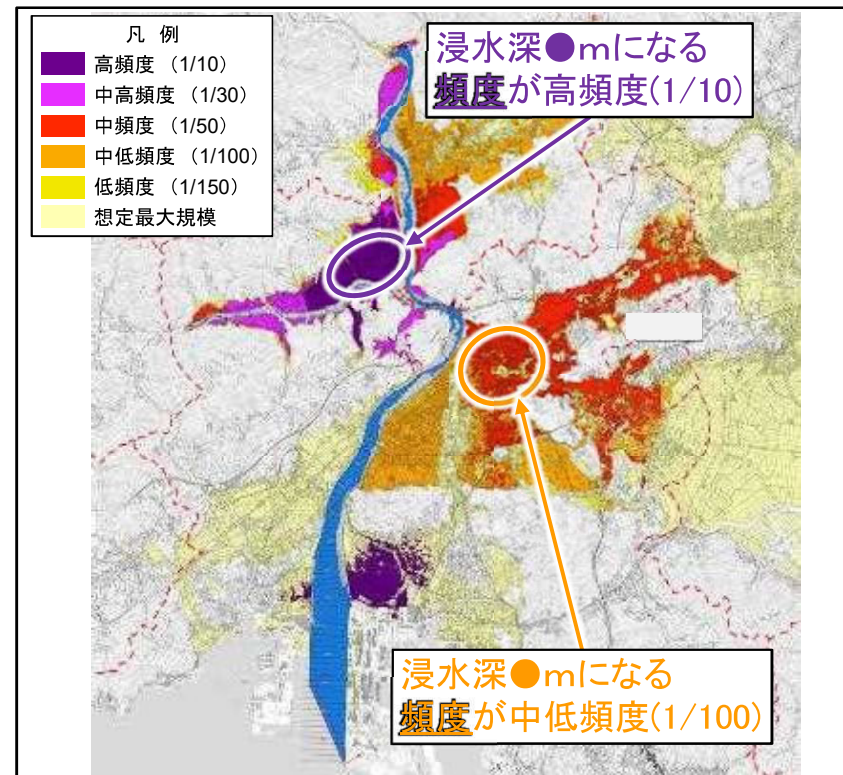 凡 例
高頻度 （1/10）
中高頻度 （1/30）
中頻度 （1/50）
中低頻度 （1/100）
低頻度 （1/150）
想定最大規模
浸水深●ｍになる
頻度が高頻度(1/10)
浸水深●ｍになる
頻度が中低頻度(1/100)